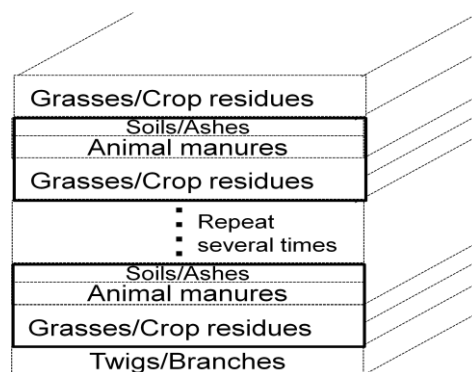 Grasses/Crop residues
Soils/Ashes
Animal manures
Grasses/Crop residues
Repeat
several times
Soils/Ashes
Animal manures
Grasses/Crop residues
Twigs/Branches